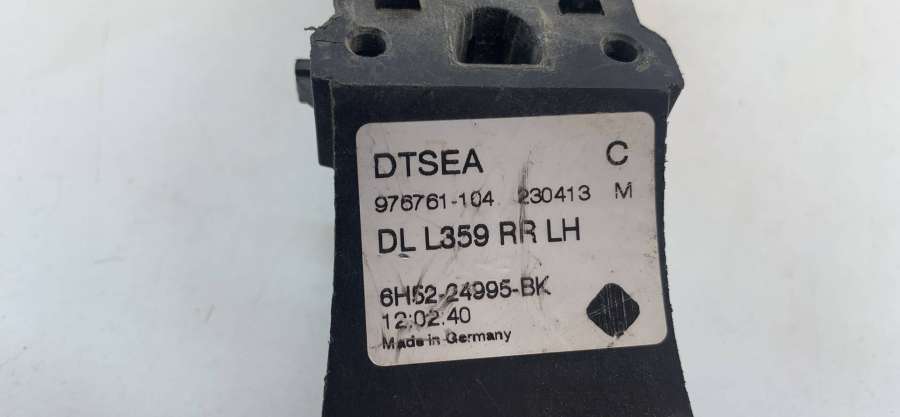 DTSEA C
976761-104 230413 M
DL L359 RR LH
6H52-24995-BK
12:02:40
Made in Germany